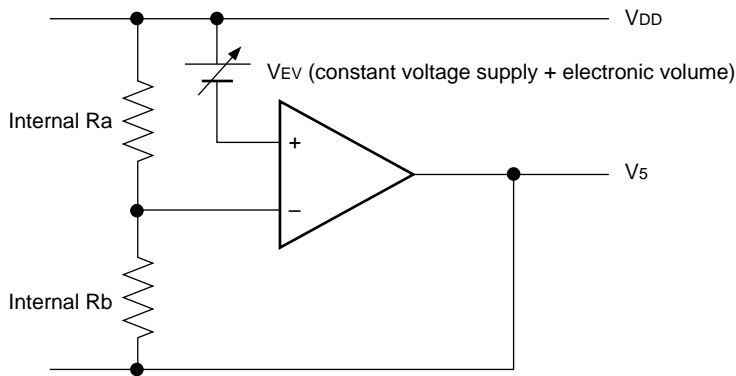 VDD
VEV (constant voltage supply + electronic volume)
Internal Ra
+
V5
–
Internal Rb